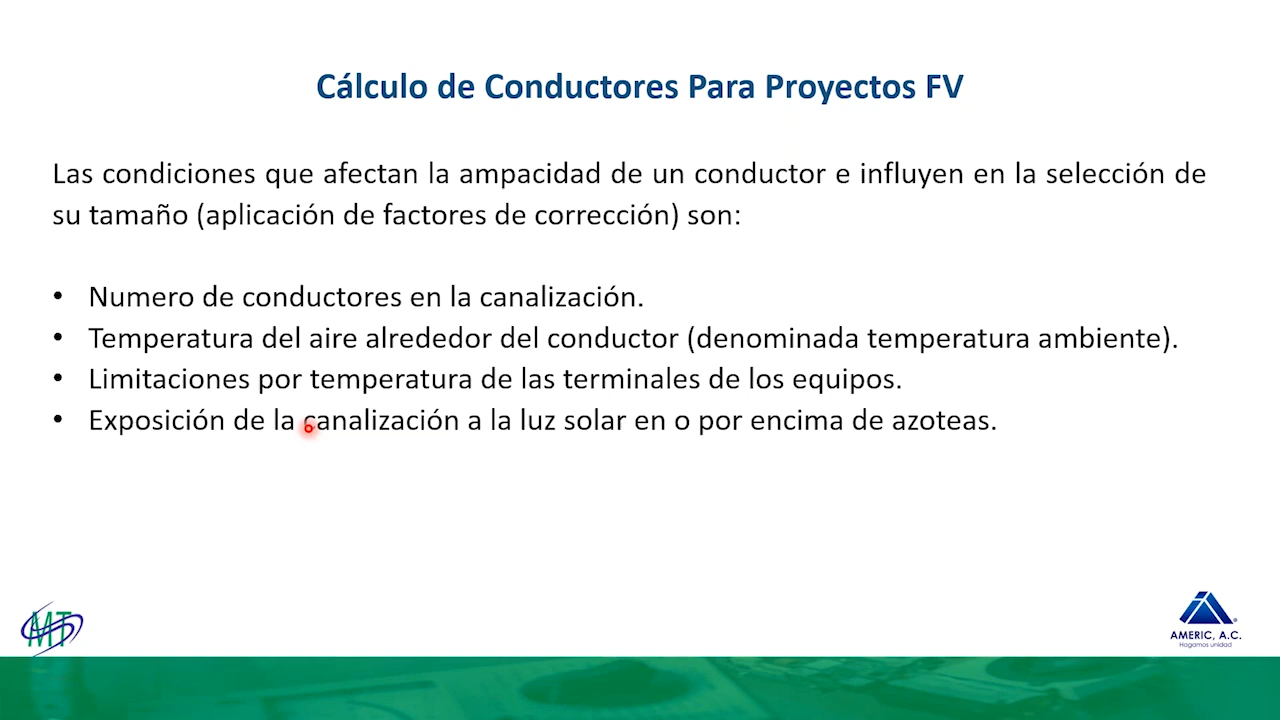 Cálculo de Conductores Para Proyectos FV
Las condiciones que afectan la ampacidad de un conductor e influyen en la selección de
su tamaño (aplicación de factores de corrección) son:
• Numero de conductores en la canalización.
• Temperatura del aire alrededor del conductor (denominada temperatura ambiente).
• Limitaciones por temperatura de las terminales de los equipos.
• Exposición de la canalización a la luz solar en o por encima de azoteas.
MT
AMERIC, A.C.
Hagamos unidad